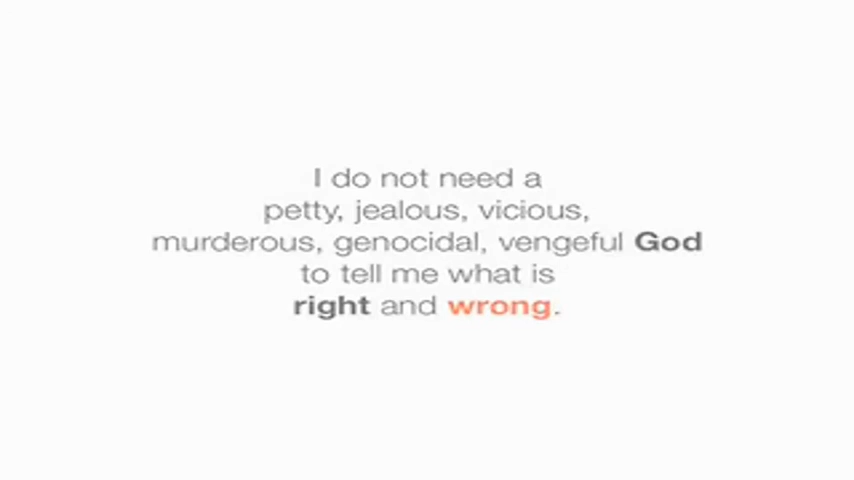 I do not need a
petty, jealous, vicious,
murderous, genocidal, vengeful God
to tell me what is
right and wrong.